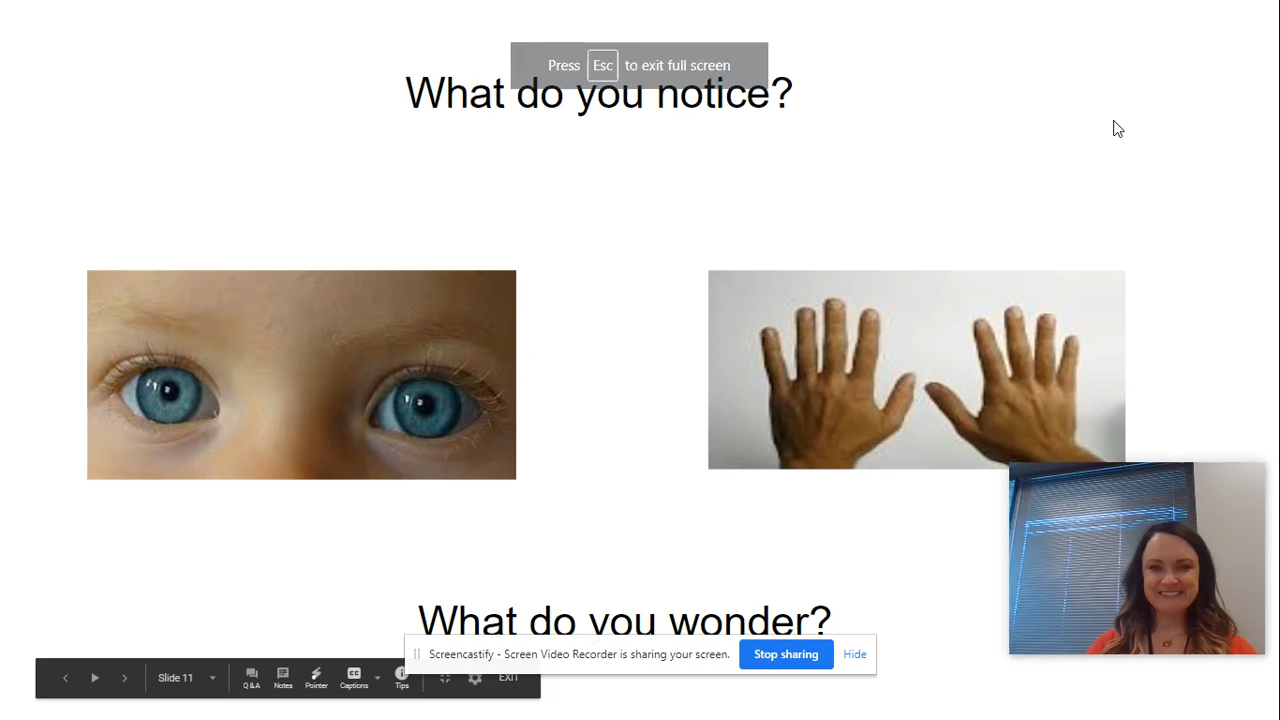 Press Esc to exit full screen
What do you notice?
What do you wonder?
Screencastify - Screen Video Recorder is sharing your screen. Stop sharing Hide
Slide 11 Q&A Notes Pointer Captions Tips EXIT